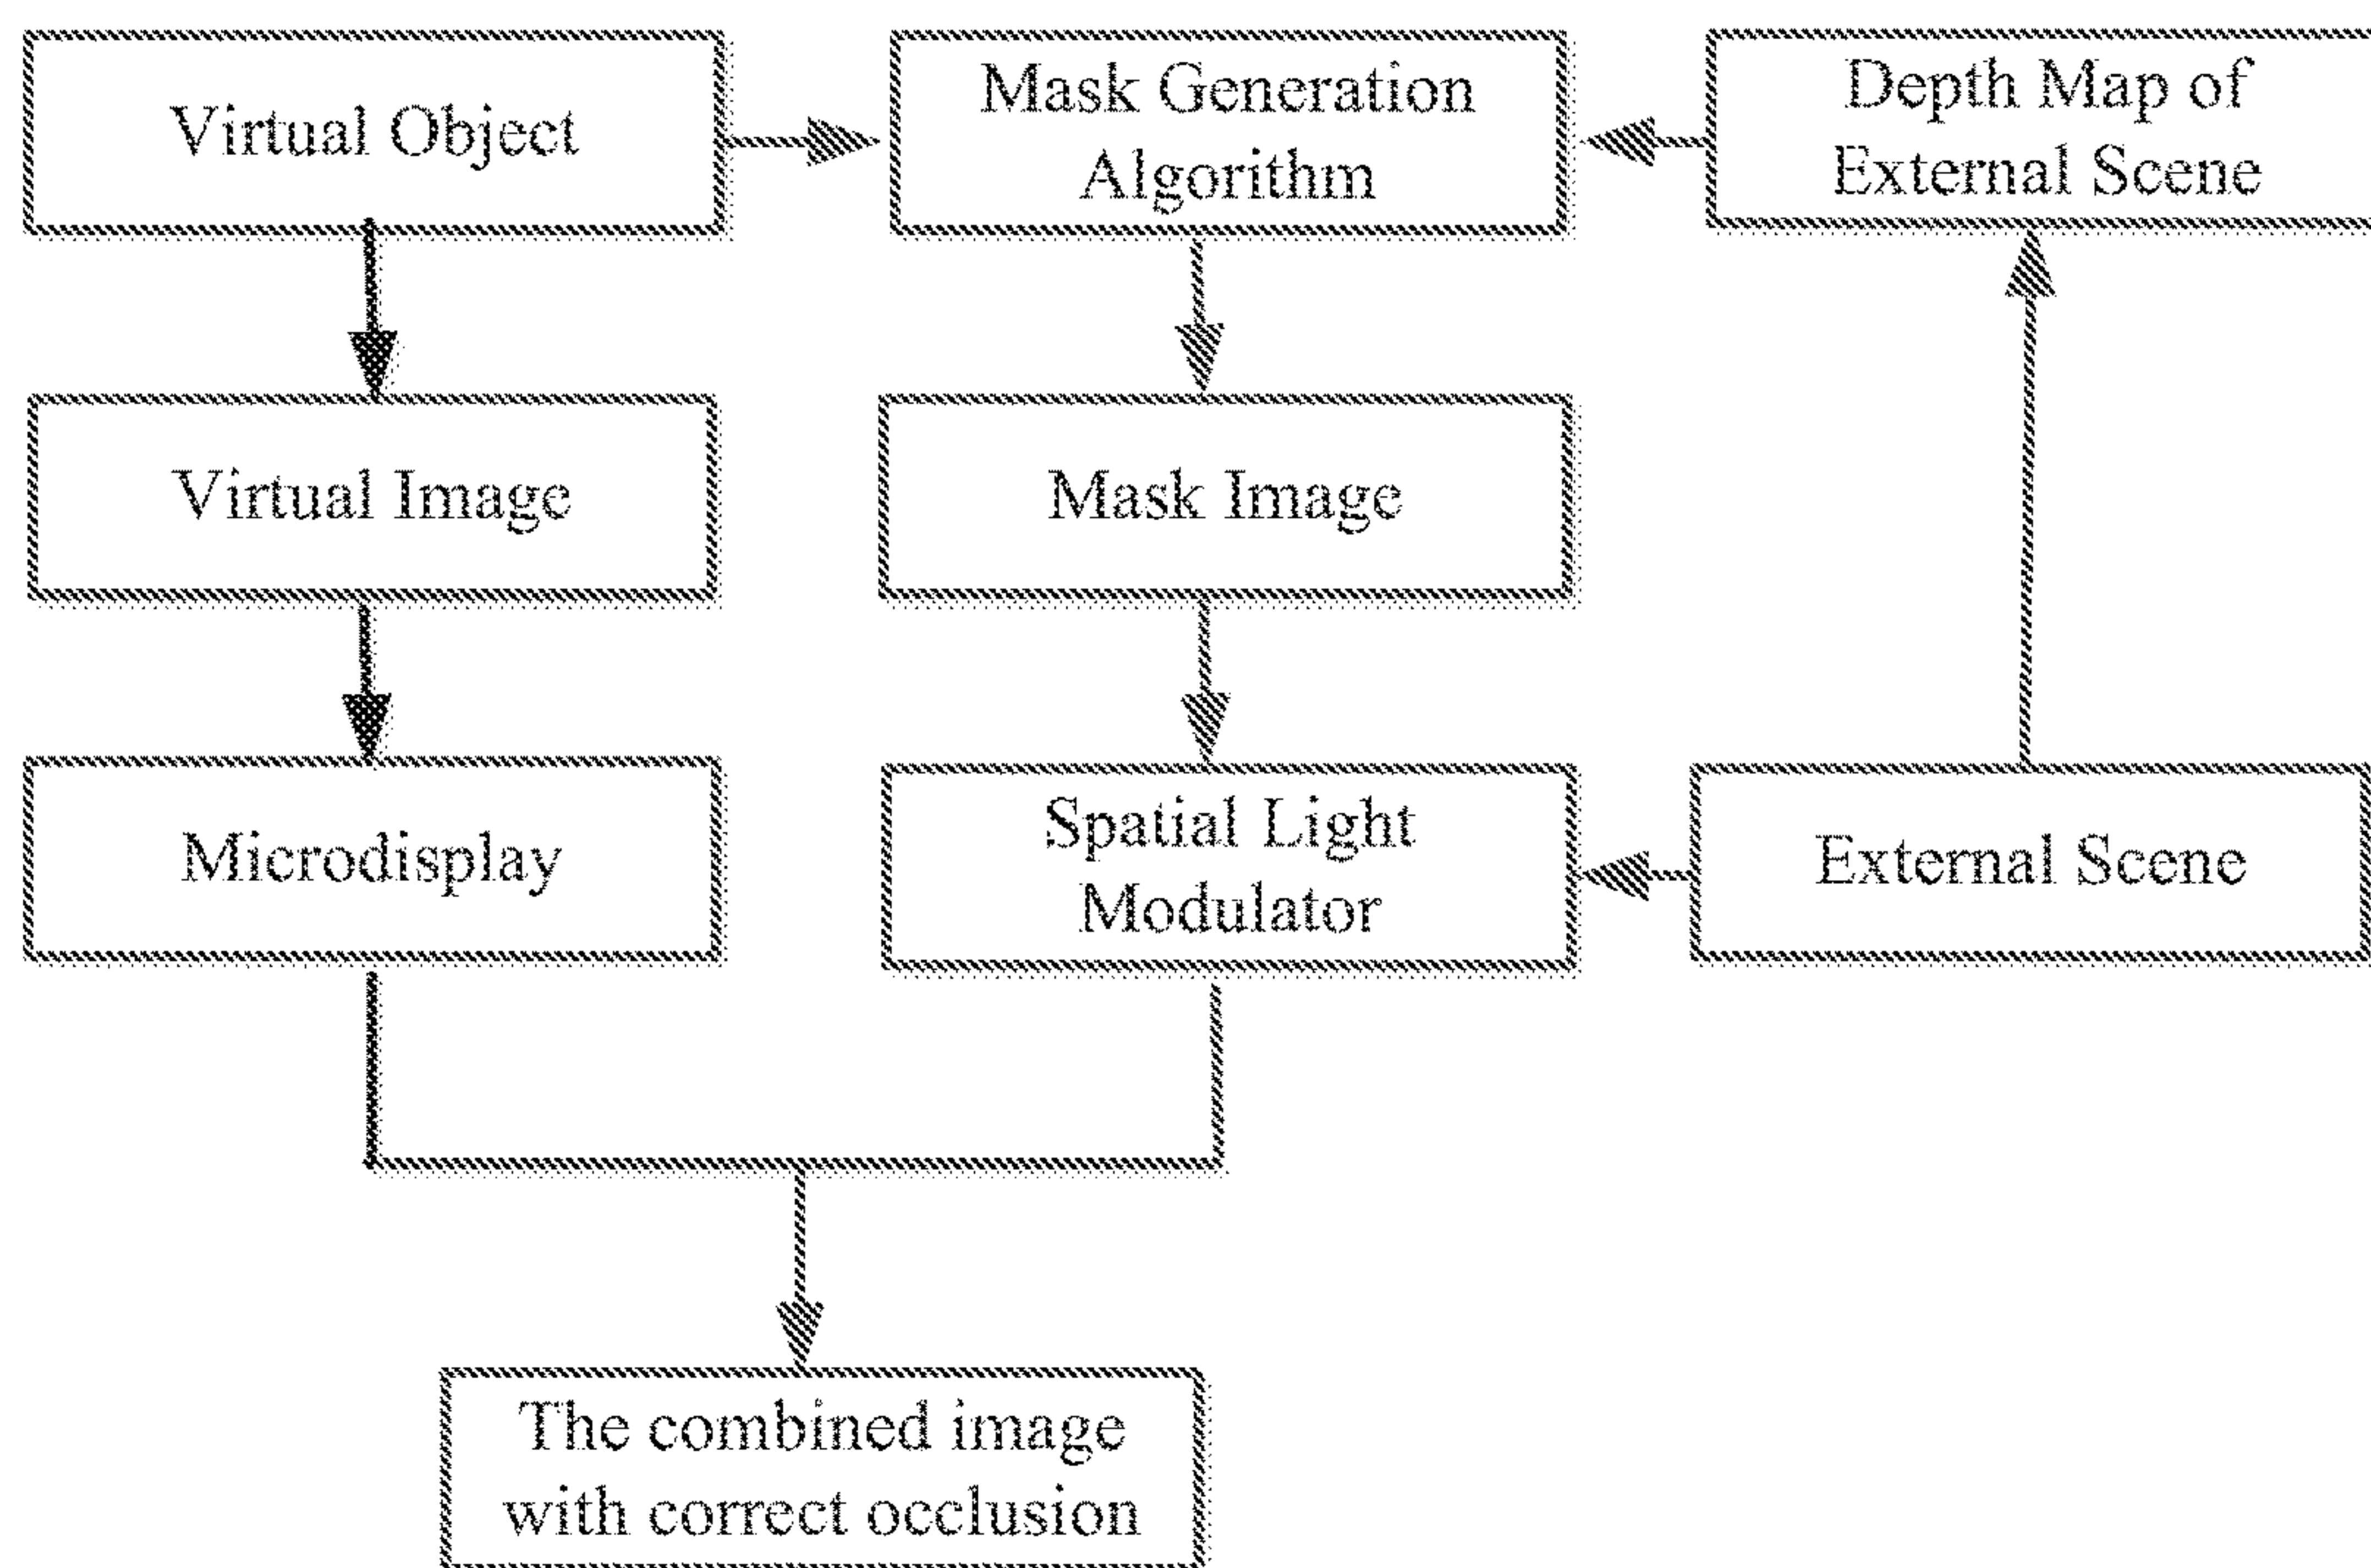 Virtual Object
Mask Generation
Algorithm
Depth Map of
External Scene
Virtual Image
Mask Image
Microdisplay
Spatial Light
Modulator
External Scene
The combined image
with correct occlusion